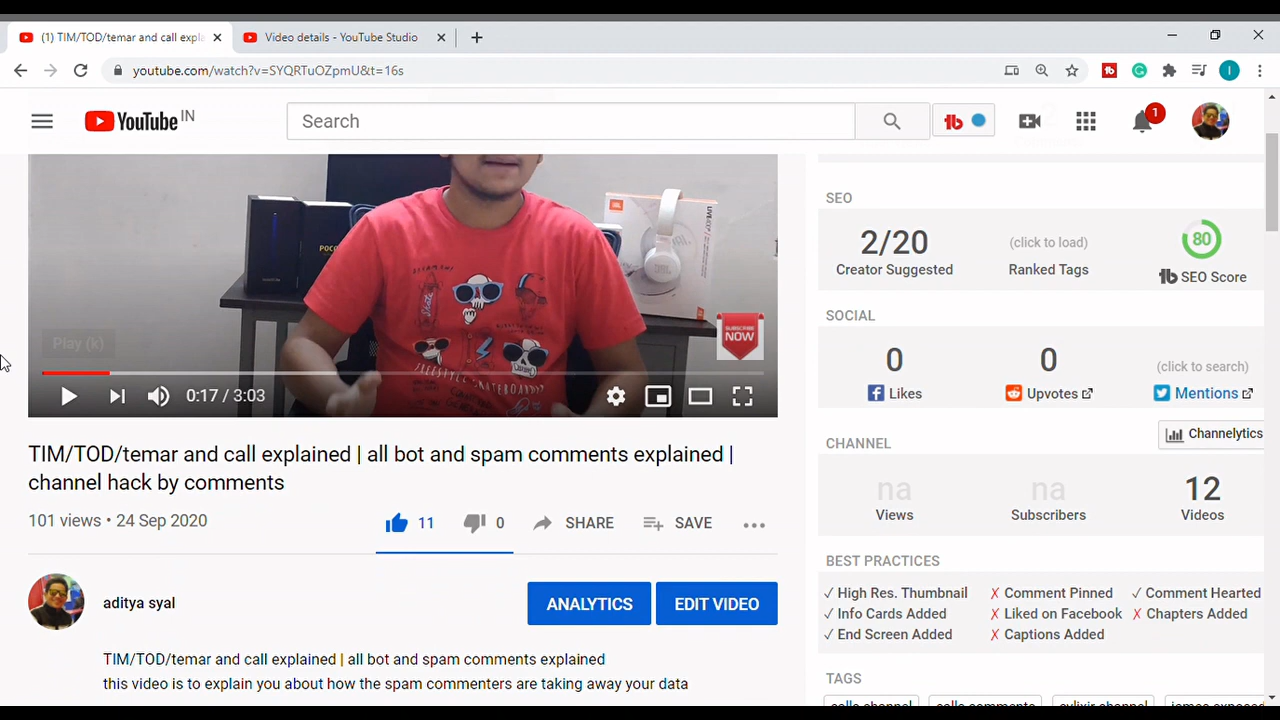 (1) TIM/TOD/temar and call expla
Video details - YouTube Studio
youtube.com/watch?v=SYQRTuOZpmU&t=16s
I
YouTube IN
Search
1
POCO
JBL
JBL
SUBSCRIBE
NOW
Play (k)
0:17 / 3:03
TIM/TOD/temar and call explained | all bot and spam comments explained |
channel hack by comments
101 views • 24 Sep 2020
11 0 SHARE SAVE
aditya syal
ANALYTICS EDIT VIDEO
TIM/TOD/temar and call explained | all bot and spam comments explained
this video is to explain you about how the spam commenters are taking away your data
SEO
2/20 (click to load) 80
Creator Suggested Ranked Tags tb SEO Score
SOCIAL
0 0 (click to search)
Likes Upvotes Mentions
Channelytics
CHANNEL
na na 12
Views Subscribers Videos
BEST PRACTICES
✓ High Res. Thumbnail ✗ Comment Pinned ✓ Comment Hearted
✓ Info Cards Added ✗ Liked on Facebook ✗ Chapters Added
✓ End Screen Added ✗ Captions Added
TAGS